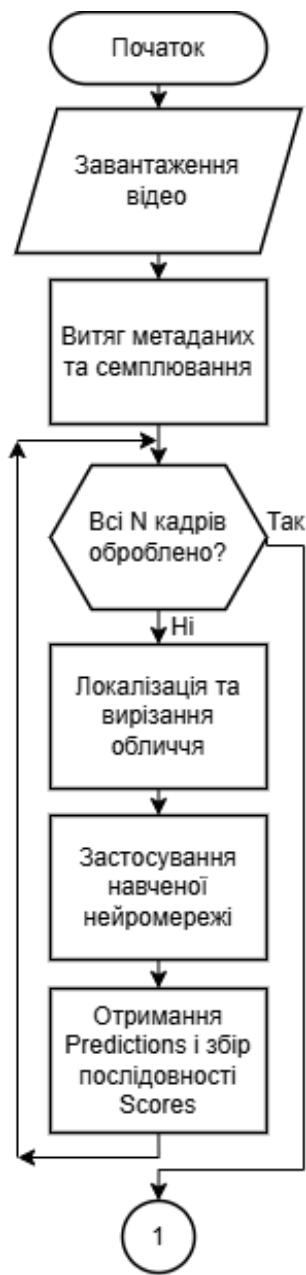 Початок
Завантаження
відео
Витяг метаданих
та семплювання
Всі N кадрів
оброблено?
Так
Ні
Локалізація та
вирізання
обличчя
Застосування
навченої
нейромережі
Отримання
Predictions і збір
послідовності
Scores
1